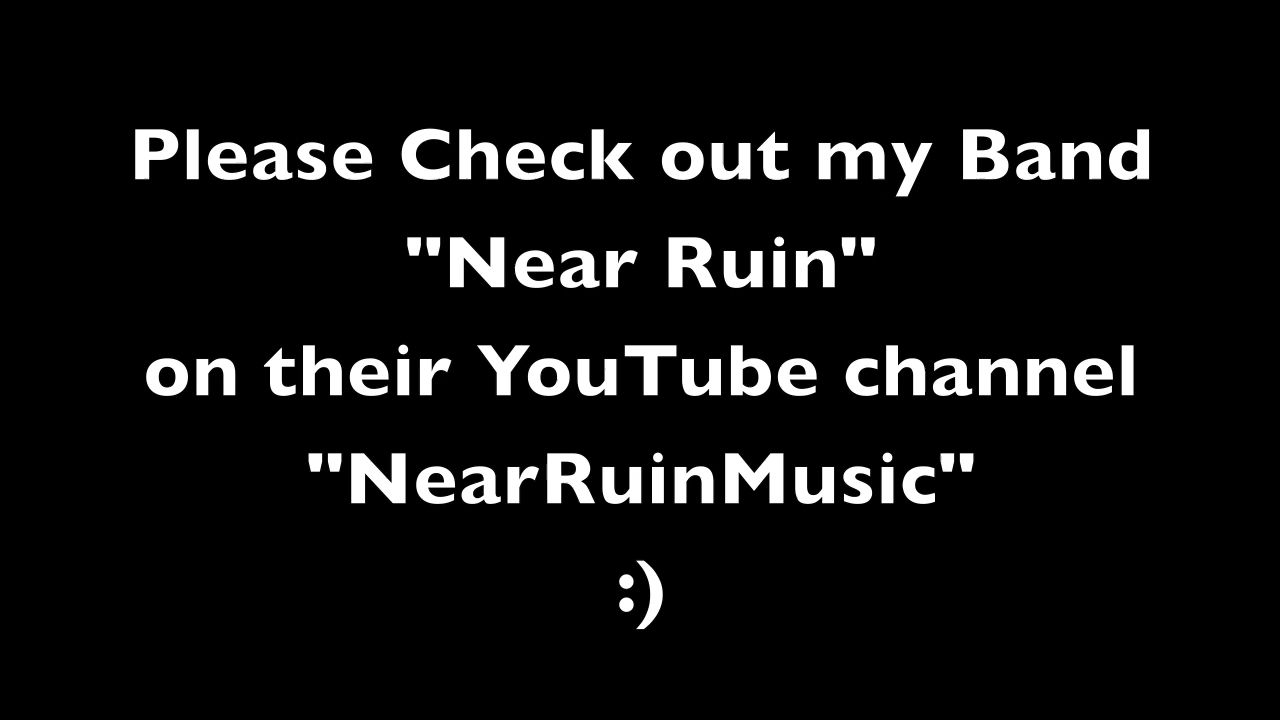 Please Check out my Band
"Near Ruin"
on their YouTube channel
"NearRuinMusic"
:)